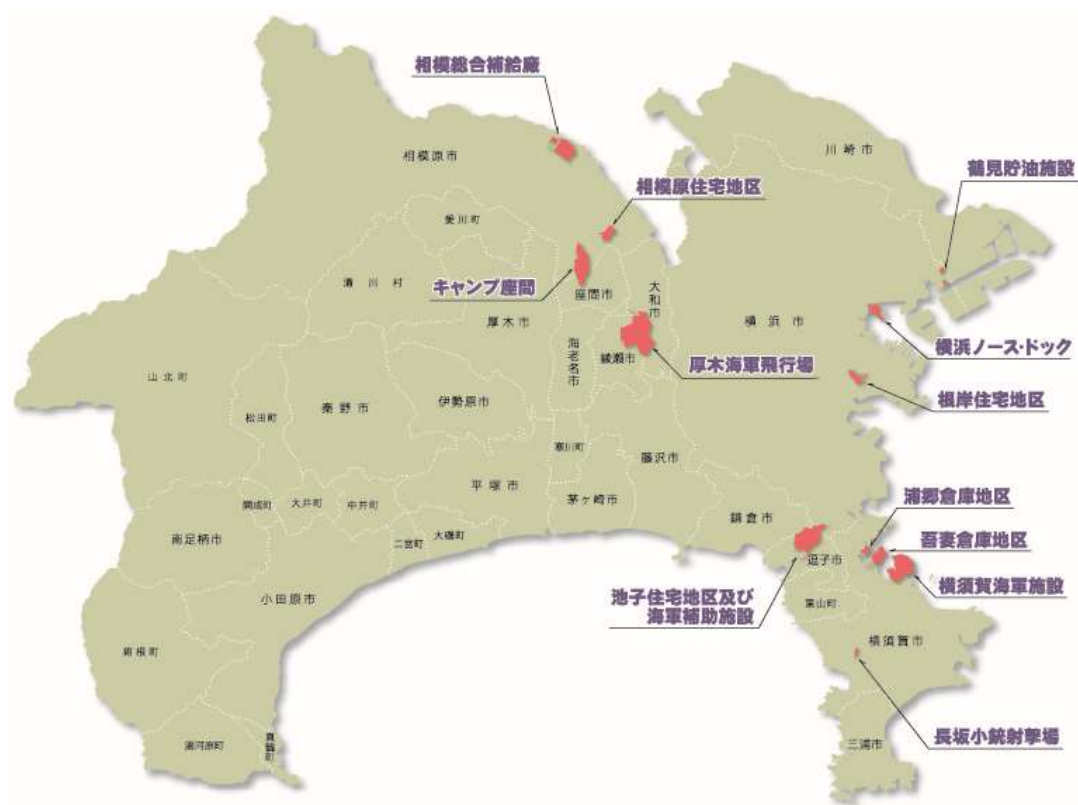 相模総合補給廠
川崎市
相模原市
鶴見貯油施設
相模原住宅地区
愛川町
清川村
キャンプ座間
座間市
大和市
厚木市
横浜市
海老名市
綾瀬市
横浜ノース・ドック
厚木海軍飛行場
山北町
根岸住宅地区
秦野市
伊勢原市
松田町
寒川町
藤沢市
平塚市
茅ヶ崎市
開成町
大井町
中井町
鎌倉市
浦郷倉庫地区
吾妻倉庫地区
南足柄市
二宮町
大磯町
逗子市
横須賀海軍施設
小田原市
池子住宅地区及び
海軍補助施設
葉山町
横須賀市
箱根町
長坂小銃射撃場
湯河原町
真鶴町
三浦市